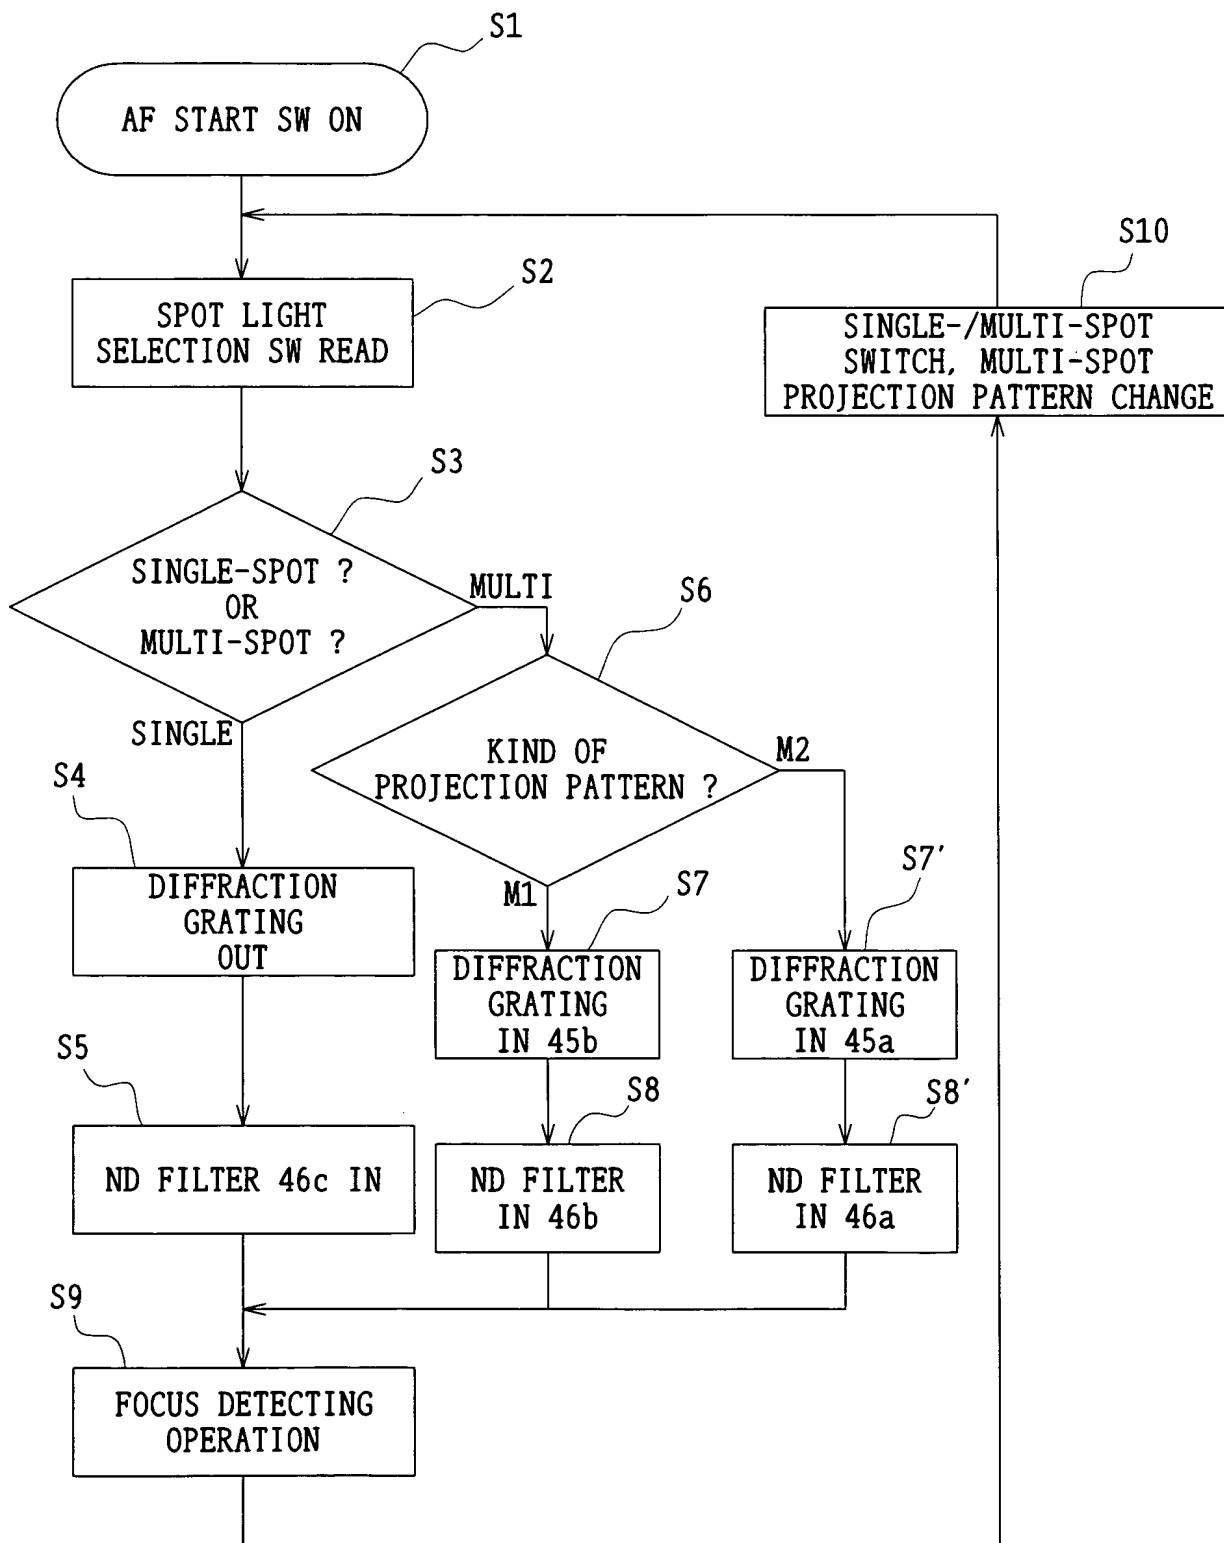 S1
AF START SW ON
S10
S2
SPOT LIGHT
SELECTION SW READ
SINGLE-/MULTI-SPOT
SWITCH, MULTI-SPOT
PROJECTION PATTERN CHANGE
S3
SINGLE-SPOT ?
OR
MULTI-SPOT ?
MULTI
S6
SINGLE
KIND OF
PROJECTION PATTERN ?
M2
S4
DIFFRACTION
GRATING
OUT
M1
S7
S7'
DIFFRACTION
GRATING
IN 45b
DIFFRACTION
GRATING
IN 45a
S5
S8
S8'
ND FILTER 46c IN
ND FILTER
IN 46b
ND FILTER
IN 46a
S9
FOCUS DETECTING
OPERATION